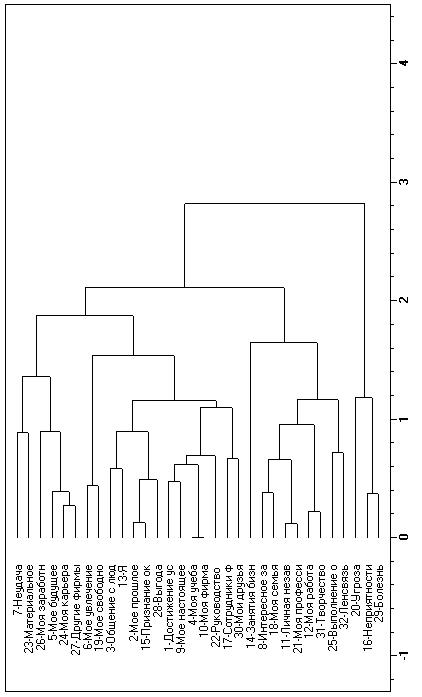 7-Неудача
23-Материальное
26-Моя заработн
5-Мое будущее
24-Моя карьера
27-Другие фирмы
6-Мое увлечение
19-Мое свободно
3-Общение с люд
13-Я
2-Мое прошлое
15-Признание ок
28-Выгода
1-Достижение ус
9-Мое настоящее
4-Моя учеба
10-Моя фирма
22-Руководство
17-Сотрудники ф
30-Мои друзья
14-Занятия бизн
8-Интересное за
18-Моя семья
11-Личная незав
21-Моя професси
12-Моя работа
31-Творчество
25-Выполнение о
32-Ленсвязь
20-Угроза
16-Неприятности
29-Болезнь
-1
0
1
2
3
4